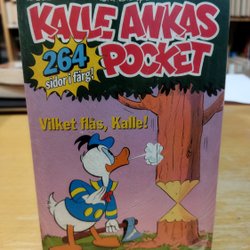 KALLE ANKAS
POCKET
264
sidor i färg!
Vilket fläs, Kalle!